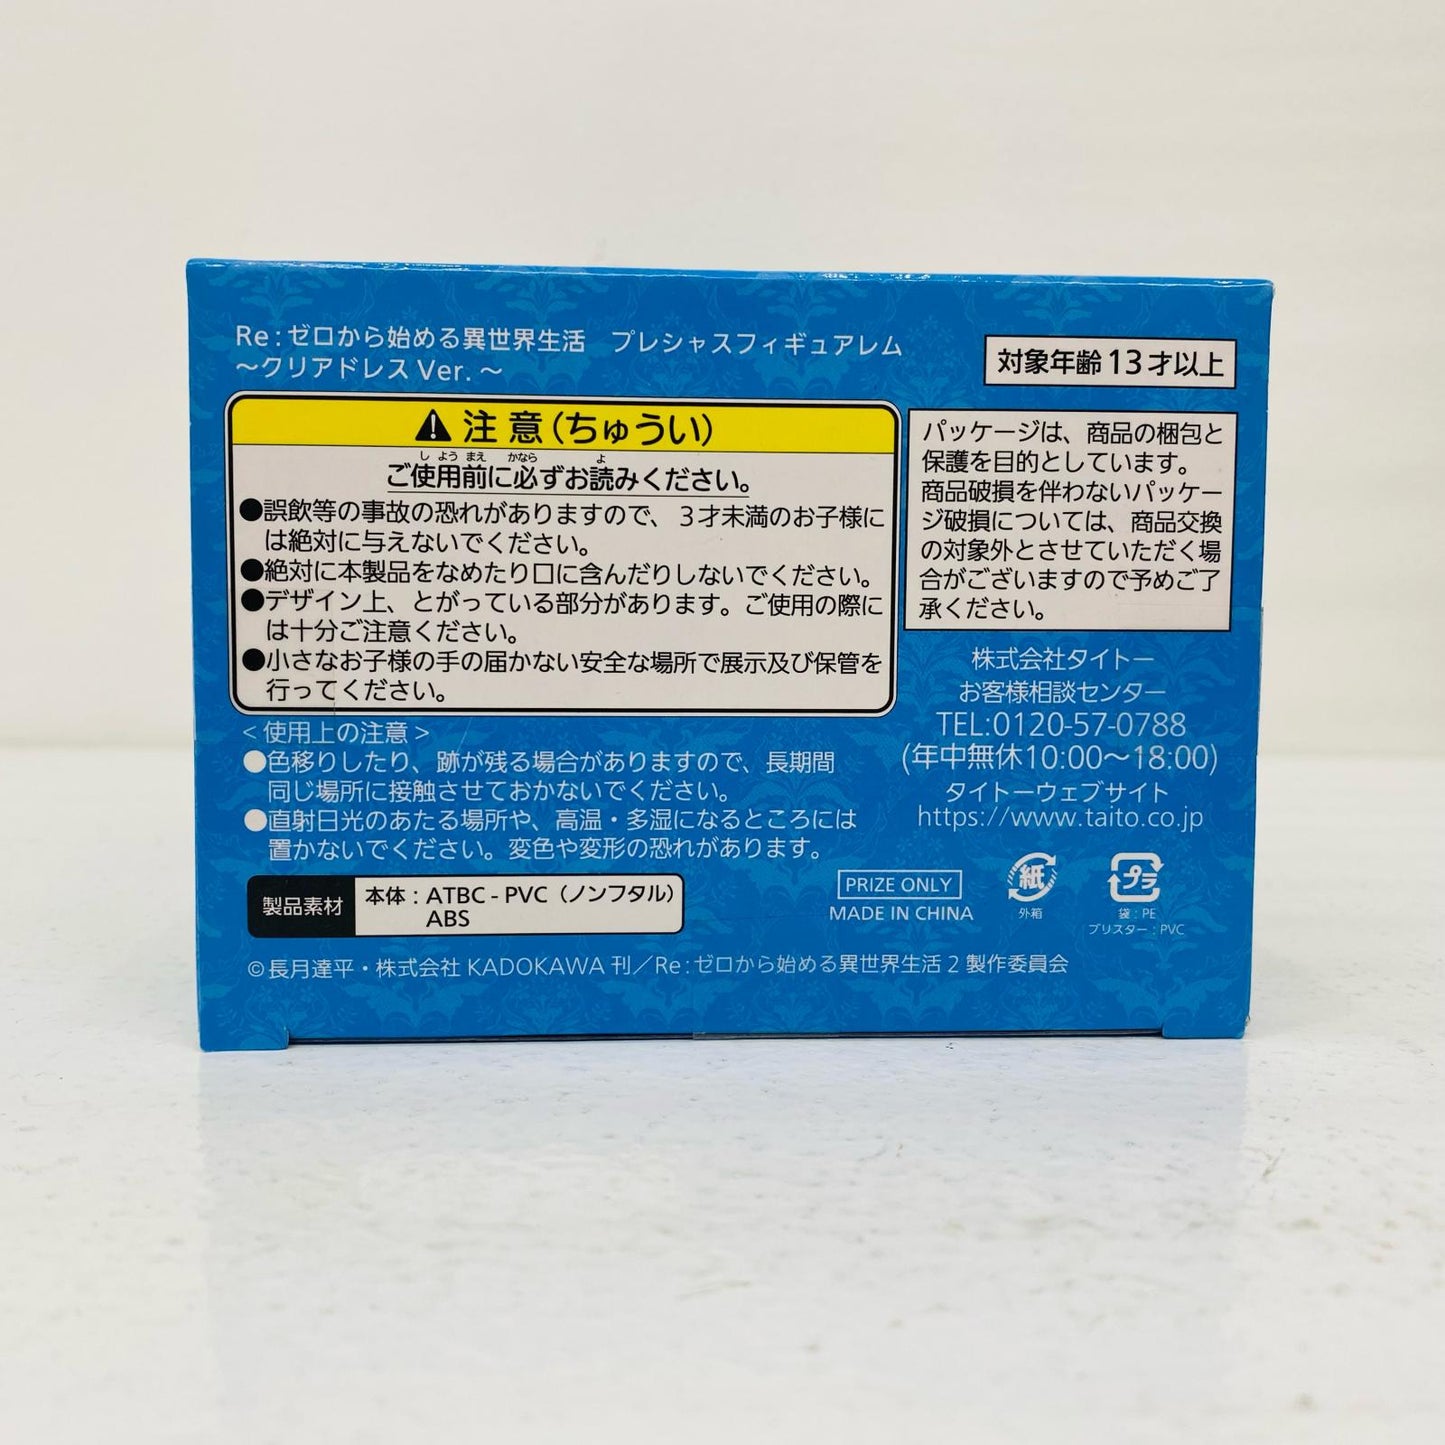 Re:ゼロから始める異世界生活　プレシャスフィギュアレム
～クリアドレス Ver.～
対象年齢 13 才以上
注 意(ちゅうい)
しようまえ かなら よ
ご使用前に必ずお読みください。
●誤飲等の事故の恐れがありますので、３才未満のお子様に
は絶対に与えないでください。
●絶対に本製品をなめたり口に含んだりしないでください。
●デザイン上、とがっている部分があります。ご使用の際に
は十分ご注意ください。
●小さなお子様の手の届かない安全な場所で展示及び保管を
行ってください。
パッケージは、商品の梱包と
保護を目的としています。
商品破損を伴わないパッケー
ジ破損については、商品交換
の対象外とさせていただく場
合がございますので予めご了
承ください。
株式会社タイトー
お客様相談センター
TEL:0120-57-0788
(年中無休10:00～18:00)
タイトーウェブサイト
https://www.taito.co.jp
＜使用上の注意＞
●色移りしたり、跡が残る場合がありますので、長期間
同じ場所に接触させておかないでください。
●直射日光のあたる場所や、高温・多湿になるところには
置かないでください。変色や変形の恐れがあります。
製品素材
本体：ATBC - PVC（ノンフタル）
ABS
PRIZE ONLY
MADE IN CHINA
紙
外箱
プラ
袋：PE
ブリスター：PVC
©長月達平・株式会社 KADOKAWA 刊／Re:ゼロから始める異世界生活 2 製作委員会